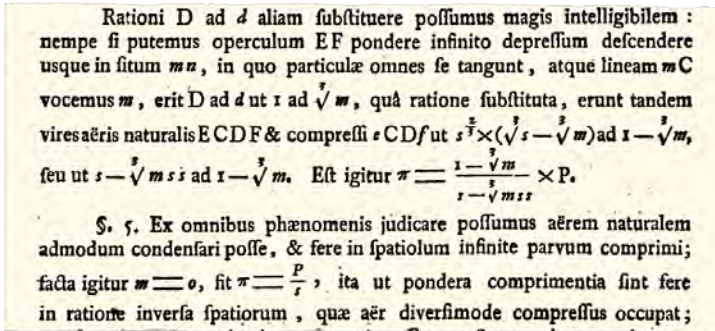 Rationi D ad d aliam ſubſtituere poſſumus magis intelligibilem :
nempe ſi putemus operculum EF pondere infinito depreſſum deſcendere
usque in ſitum mn, in quo particulæ omnes ſe tangunt, atque lineam mC
vocemus m, erit D ad d ut 1 ad ∛m, quâ ratione ſubſtituta, erunt tandem
vires aëris naturalis ECDF & compreſſi eCDf ut s^⅔ × (∛s — ∛m) ad 1 — ∛m,
ſeu ut s — ∛mss ad 1 — ∛m. Eſt igitur π = (1 — ∛m)/(s — ∛mss) × P.
§. 5. Ex omnibus phænomenis judicare poſſumus aërem naturalem
admodum condenſari poſſe, & fere in ſpatiolum infinite parvum comprimi;
facta igitur m = 0, fit π = P/s, ita ut pondera comprimentia ſint fere
in ratione inverſa ſpatiorum, quæ aër diverſimode compreſſus occupat;